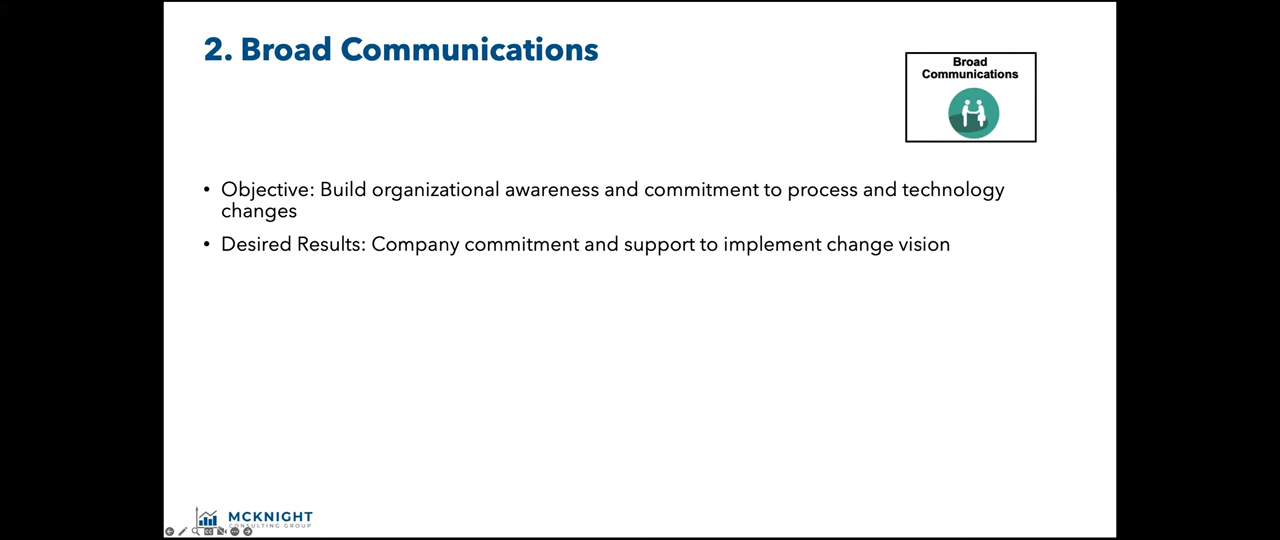 2. Broad Communications
Broad
Communications
• Objective: Build organizational awareness and commitment to process and technology
changes
• Desired Results: Company commitment and support to implement change vision
MCKNIGHT
CONSULTING GROUP